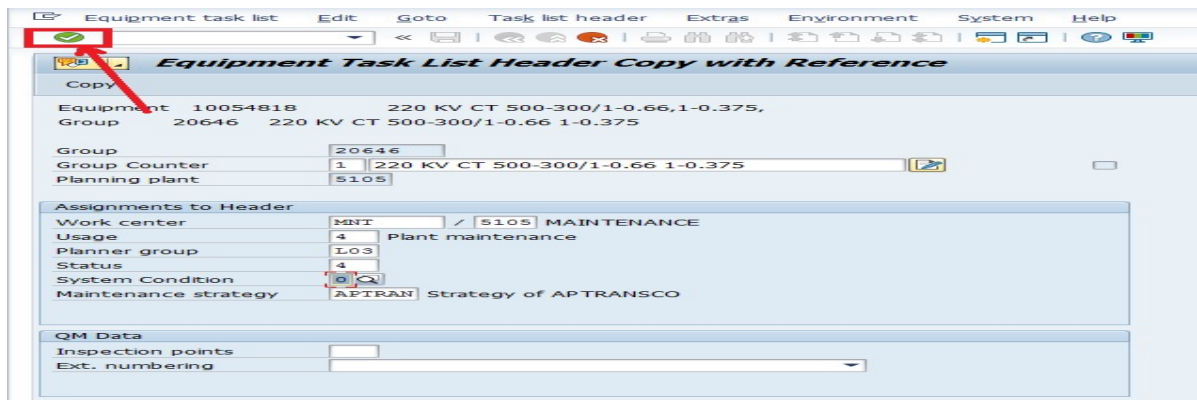 Equipment task list Edit Goto Task list header Extras Environment System Help
Equipment Task List Header Copy with Reference
Copy
Equipment 10054818 220 KV CT 500-300/1-0.66,1-0.375,
Group 20646 220 KV CT 500-300/1-0.66 1-0.375
Group 20646
Group Counter 1 220 KV CT 500-300/1-0.66 1-0.375
Planning plant 5105
Assignments to Header
Work center MNT / 5105 MAINTENANCE
Usage 4 Plant maintenance
Planner group L03
Status 4
System Condition 0
Maintenance strategy APTRAN Strategy of APTRANSCO
QM Data
Inspection points
Ext. numbering